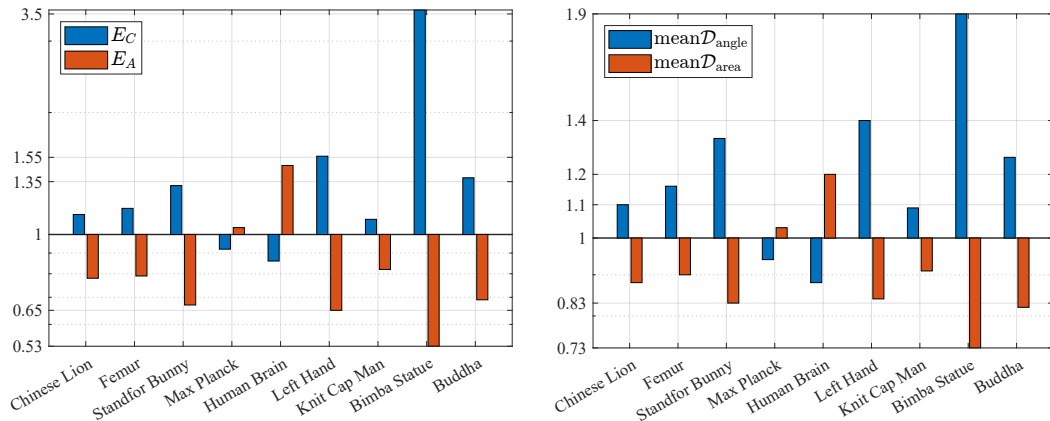 3.5
1.55
1.35
1
0.65
0.53
E_C
E_A
Chinese Lion
Femur
Standfor Bunny
Max Planck
Human Brain
Left Hand
Knit Cap Man
Bimba Statue
Buddha
1.9
1.4
1.2
1.1
1
0.83
0.73
mean𝒟_angle
mean𝒟_area
Chinese Lion
Femur
Standfor Bunny
Max Planck
Human Brain
Left Hand
Knit Cap Man
Bimba Statue
Buddha